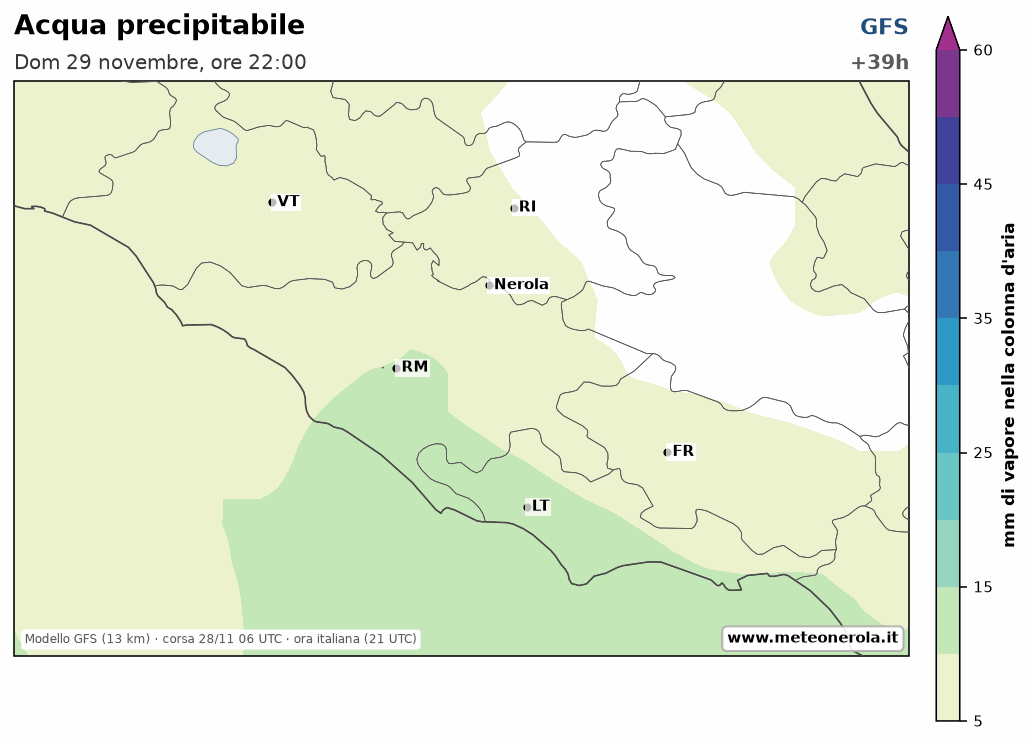 Acqua precipitabile
GFS
Dom 29 novembre, ore 22:00
+39h
VT
RI
Nerola
RM
FR
LT
Modello GFS (13 km) · corsa 28/11 06 UTC · ora italiana (21 UTC)
www.meteonerola.it
60
45
35
25
15
5
mm di vapore nella colonna d'aria